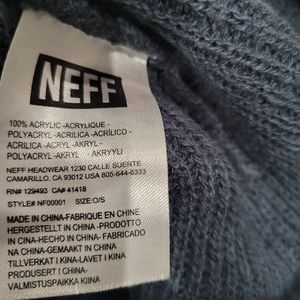 NEFF
100% ACRYLIC -ACRYLIQUE -
POLYACRYL-ACRILICA -ACRÍLICO -
ACRILICA -ACRYL -AKRYL -
POLYACRYL-AKRYL - AKRYYLI
NEFF HEADWEAR 1230 CALLE SUERTE
CAMARILLO, CA 93012 USA 805-644-6333
RN# 129493 CA# 41418
STYLE# NF00001 SIZE:O/S
MADE IN CHINA-FABRIQUE EN CHINE
HERGESTELLT IN CHINA -PRODOTTO
IN CINA-HECHO IN CHINA- FABRICADO
NA CHINA-GEMAAKT IN CHINA-
TILLVERKAT I KINA-LAVET I KINA
PRODUSERT I CHINA-
VALMISTUSPAIKKA KIINA